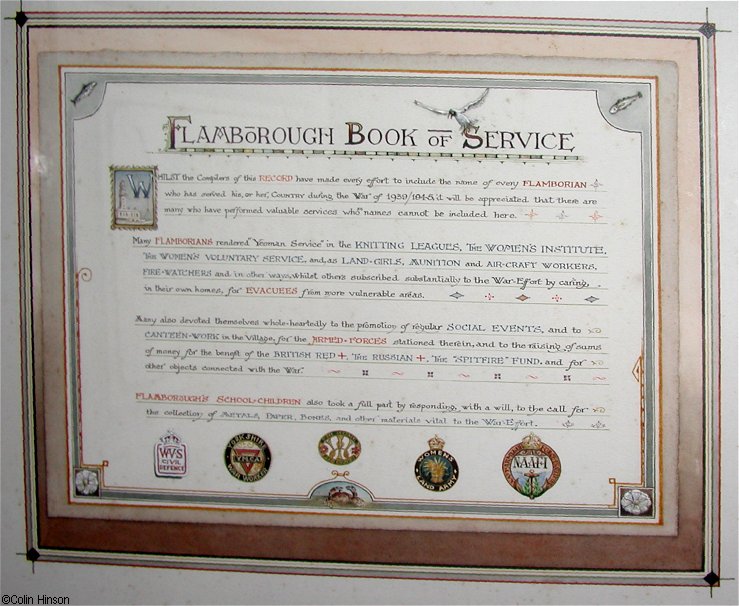 FLAMBOROUGH BOOK OF SERVICE
WHILST the Compilers of this RECORD have made every effort to include the name of every FLAMBORIAN
who has served his, or her, COUNTRY during the War of 1939/1945, it will be appreciated that there are
many who have performed valuable services whose names cannot be included here.
Many FLAMBORIANS rendered "Yeoman Service" in the KNITTING LEAGUES, The WOMEN'S INSTITUTE,
The WOMEN'S VOLUNTARY SERVICE, and, as LAND-GIRLS, MUNITION and AIR-CRAFT WORKERS,
FIRE-WATCHERS and in other ways, whilst others subscribed substantially to the War-Effort by caring,
in their own homes, for EVACUEES from more vulnerable areas.
Many also devoted themselves whole-heartedly to the promotion of regular SOCIAL EVENTS, and to
CANTEEN-WORK in the Village, for the ARMED-FORCES stationed therein, and to the raising of sums
of money for the benefit of the BRITISH RED +, The RUSSIAN +, The "SPITFIRE" FUND, and for
other objects connected with the War.
FLAMBOROUGH'S SCHOOL-CHILDREN also took a full part by responding, with a will, to the call for
the collection of METALS, PAPER, BONES, and other materials vital to the War-Effort.
WVS
CIVIL
DEFENCE
YORKSHIRE
Y.M.C.A.
WAR WORKER
WOMENS
LAND ARMY
NAAFI
©Colin Hinson